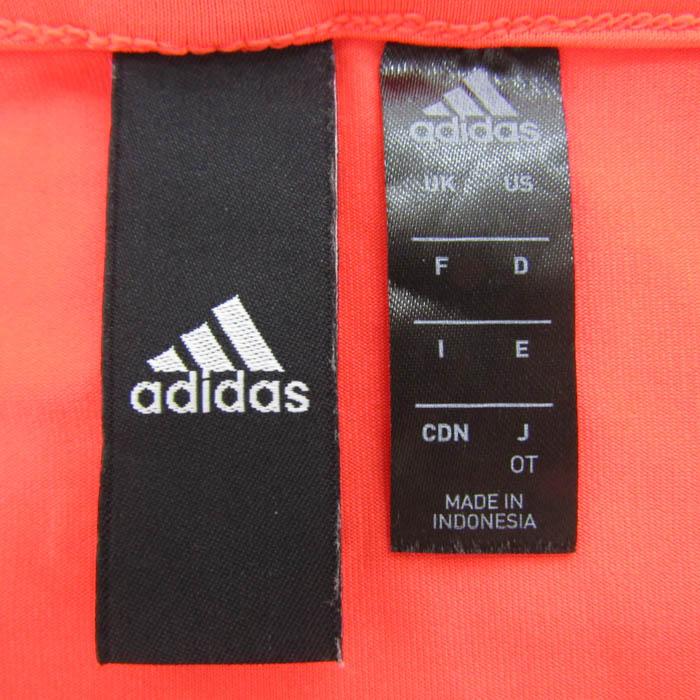 adidas
adidas
UK US
F D
I E
CDN J
OT
MADE IN
INDONESIA